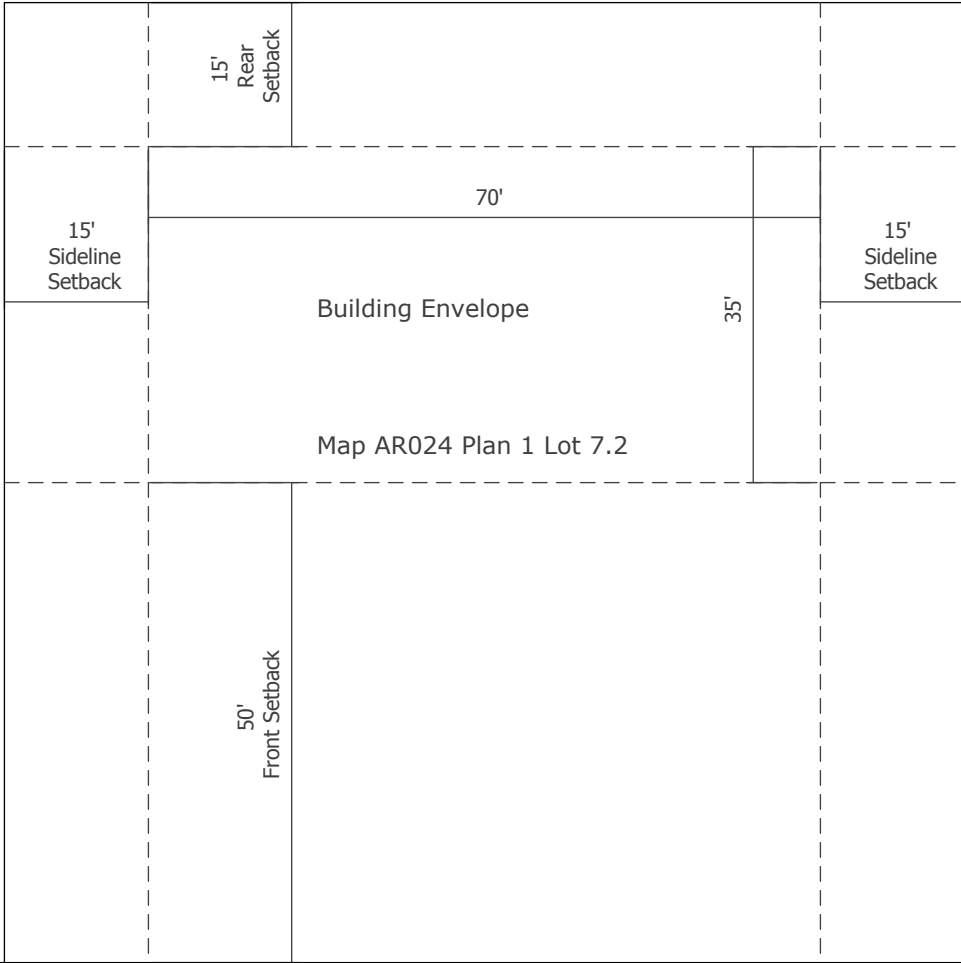 15'
Rear
Setback
70'
15'
Sideline
Setback
15'
Sideline
Setback
Building Envelope
35'
Map AR024 Plan 1 Lot 7.2
50'
Front Setback